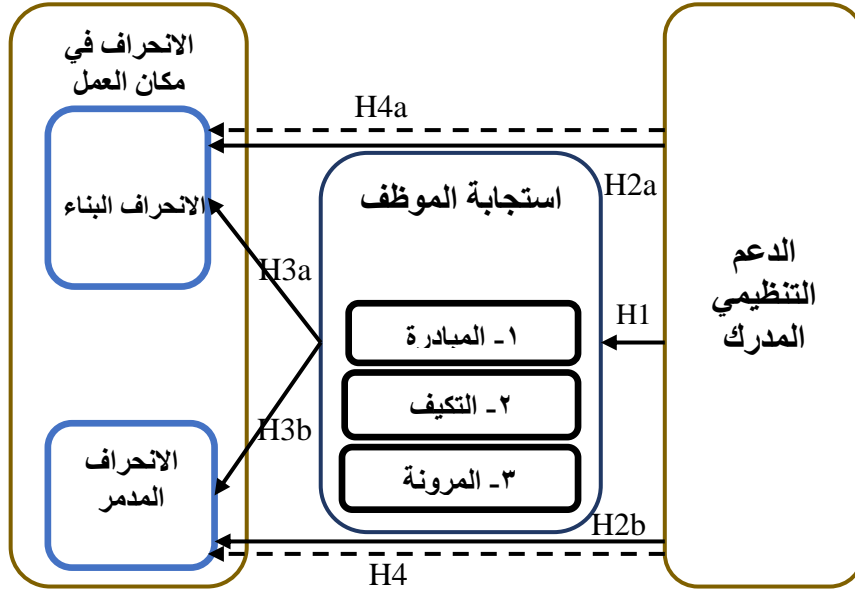 الدعم
التنظيمي
المدرك
H1
H2a
H4a
H2b
H4
استجابة الموظف
١- المبادرة
٢- التكيف
٣- المرونة
H3a
H3b
الانحراف في
مكان العمل
الانحراف البناء
الانحراف
المدمر